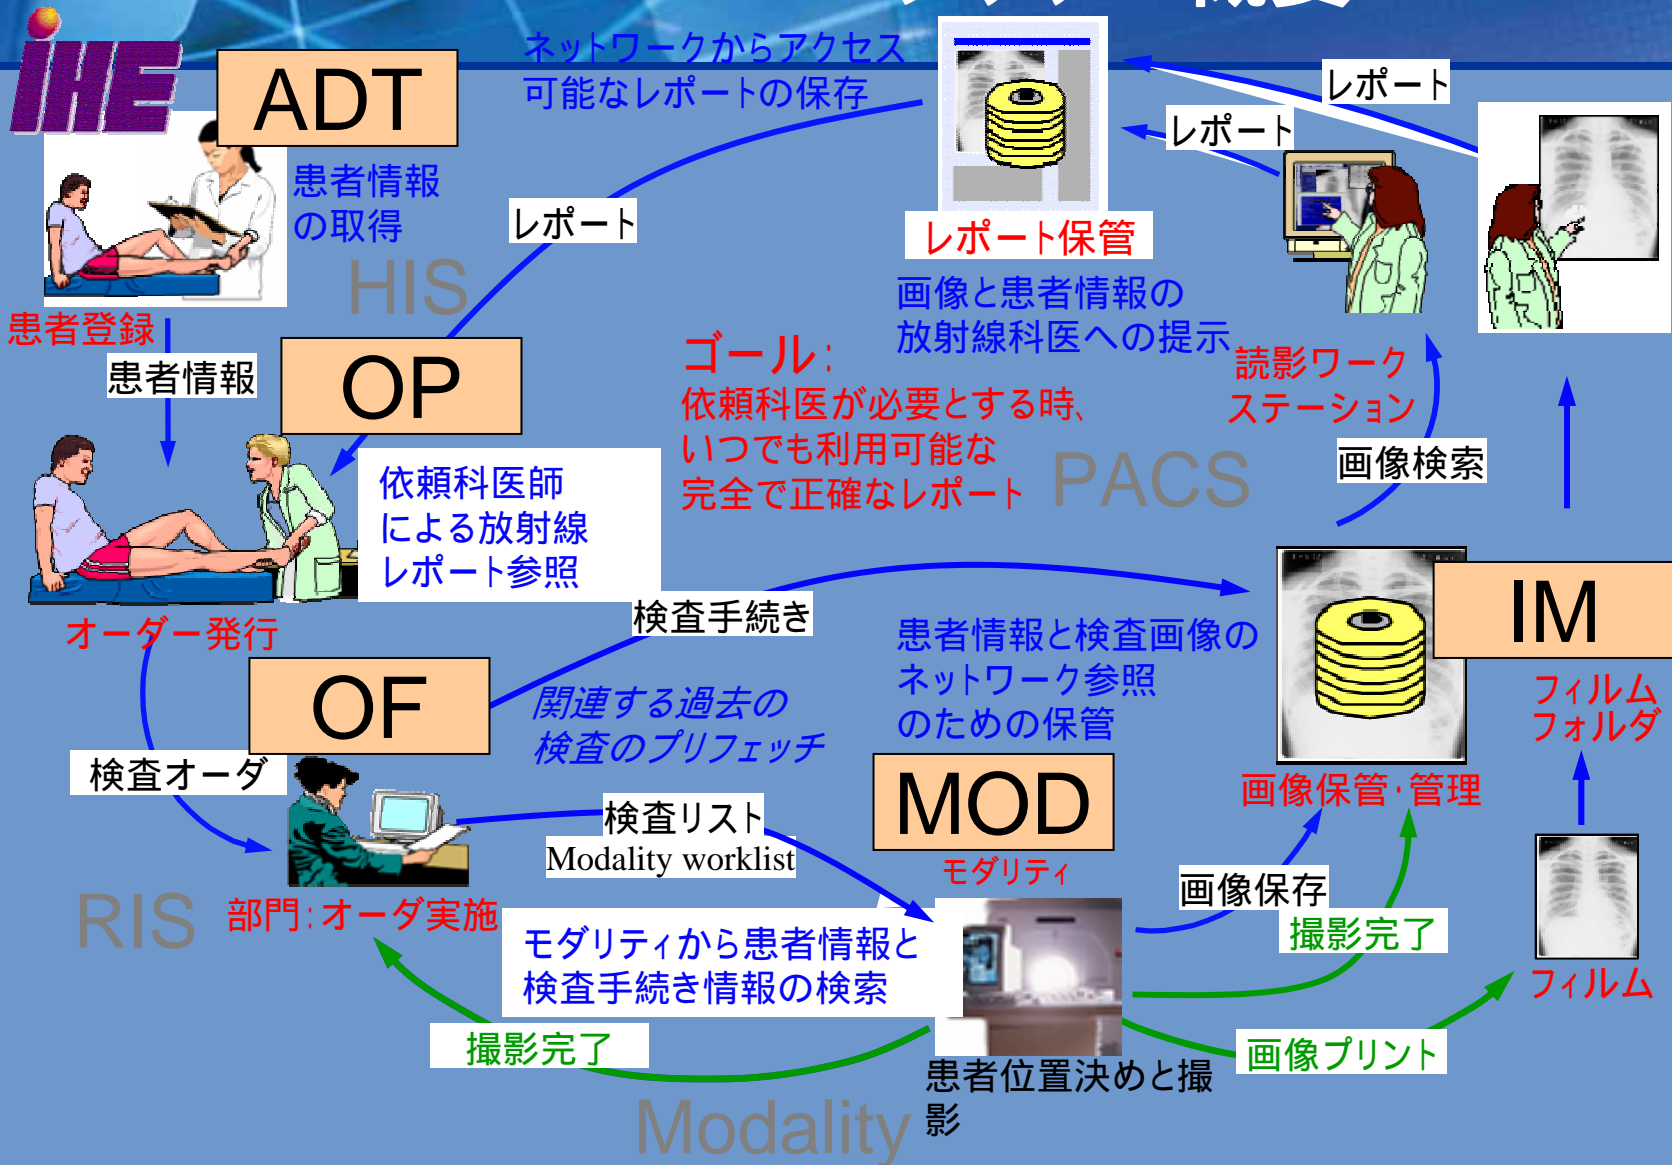 概要
IHE
ADT
ネットワークからアクセス
可能なレポートの保存
レポート
レポート
患者情報
の取得
レポート
レポート保管
HIS
患者登録
患者情報
OP
画像と患者情報の
放射線科医への提示
ゴール:
依頼科医が必要とする時、
いつでも利用可能な
完全で正確なレポート
読影ワーク
ステーション
PACS
画像検索
依頼科医師
による放射線
レポート参照
オーダー発行
検査手続き
患者情報と検査画像の
ネットワーク参照
のための保管
IM
フィルム
フォルダ
OF
関連する過去の
検査のプリフェッチ
検査オーダ
検査リスト
Modality worklist
MOD
モダリティ
画像保管・管理
画像保存
撮影完了
RIS
部門:オーダ実施
モダリティから患者情報と
検査手続き情報の検索
フィルム
撮影完了
画像プリント
患者位置決めと撮
影
Modality